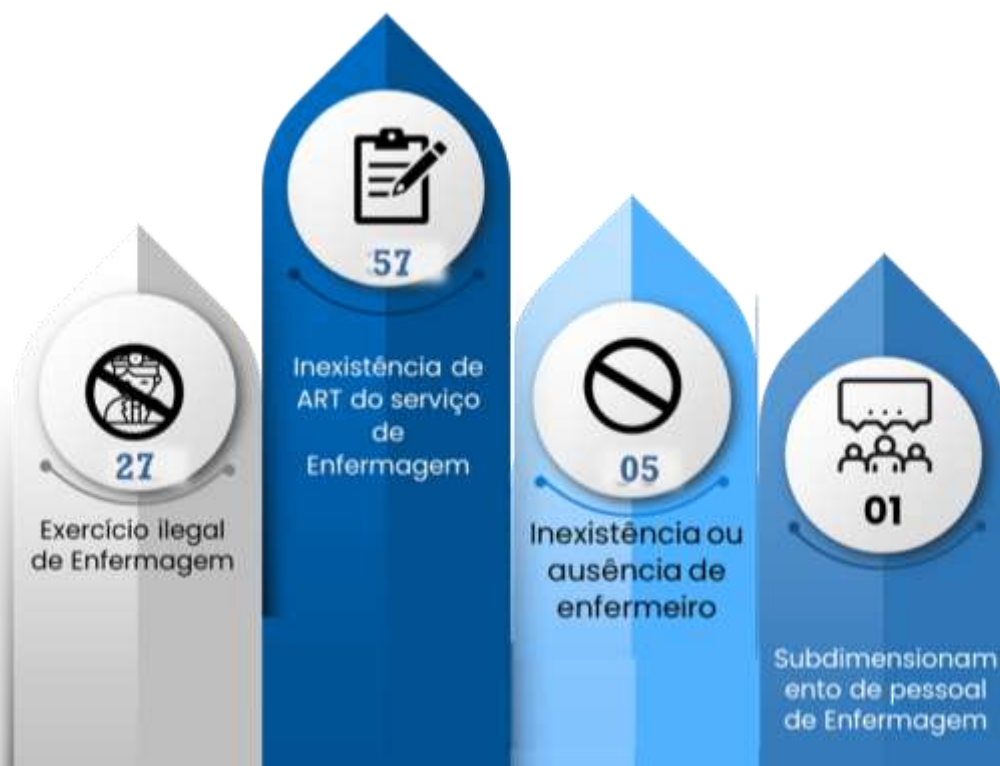 27
Exercício ilegal
de Enfermagem
57
Inexistência de
ART do serviço
de
Enfermagem
05
Inexistência ou
ausência de
enfermeiro
01
Subdimensionam
ento de pessoal
de Enfermagem